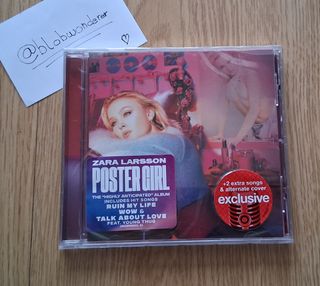 @blobwonderer
ZARA LARSSON
POSTER GIRL
THE "HIGHLY ANTICIPATED" ALBUM
INCLUDES HIT SONGS
RUIN MY LIFE
WOW &
TALK ABOUT LOVE
FEAT. YOUNG THUG
+2 extra songs
& alternate cover
exclusive